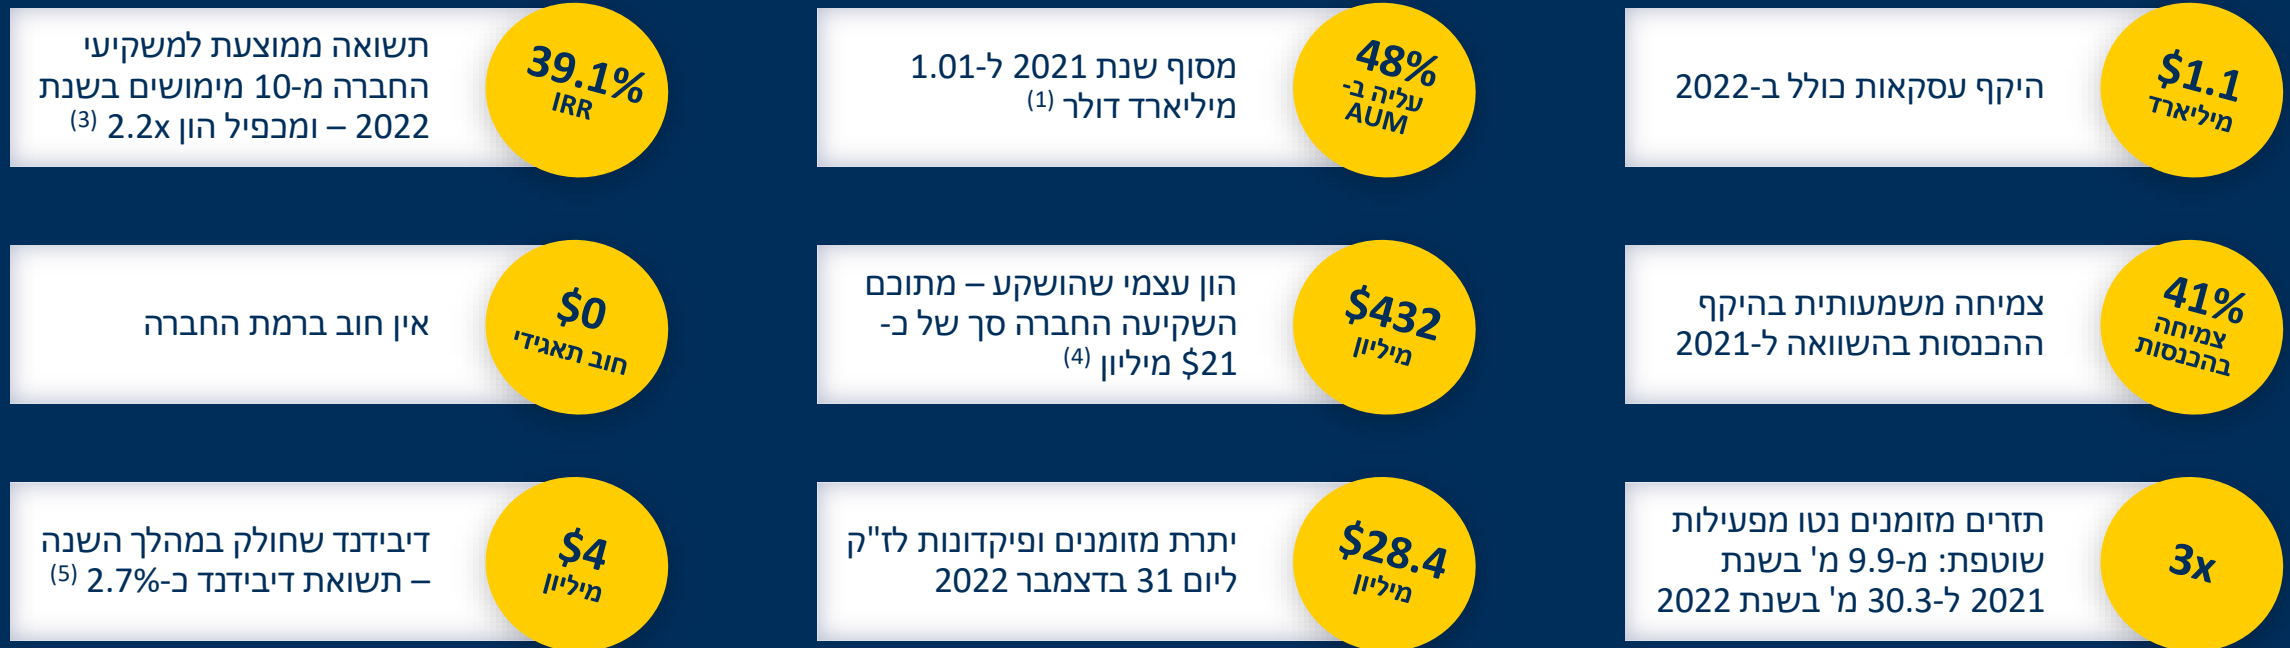 $1.1
מיליארד
היקף עסקאות כולל ב-2022
48%
עליה ב-
AUM
מסוף שנת 2021 ל-1.01
מיליארד דולר (1)
39.1%
IRR
תשואה ממוצעת למשקיעי
החברה מ-10 מימושים בשנת
2022 – ומכפיל הון 2.2x (3)
41%
צמיחה
בהכנסות
צמיחה משמעותית בהיקף
ההכנסות בהשוואה ל-2021
$432
מיליון
הון עצמי שהושקע – מתוכם
השקיעה החברה סך של כ-
$21 מיליון (4)
$0
חוב תאגידי
אין חוב ברמת החברה
3x
תזרים מזומנים נטו מפעילות
שוטפת: מ-9.9 מ' בשנת
2021 ל-30.3 מ' בשנת 2022
$28.4
מיליון
יתרת מזומנים ופיקדונות לז"ק
ליום 31 בדצמבר 2022
$4
מיליון
דיבידנד שחולק במהלך השנה
– תשואת דיבידנד כ-2.7% (5)